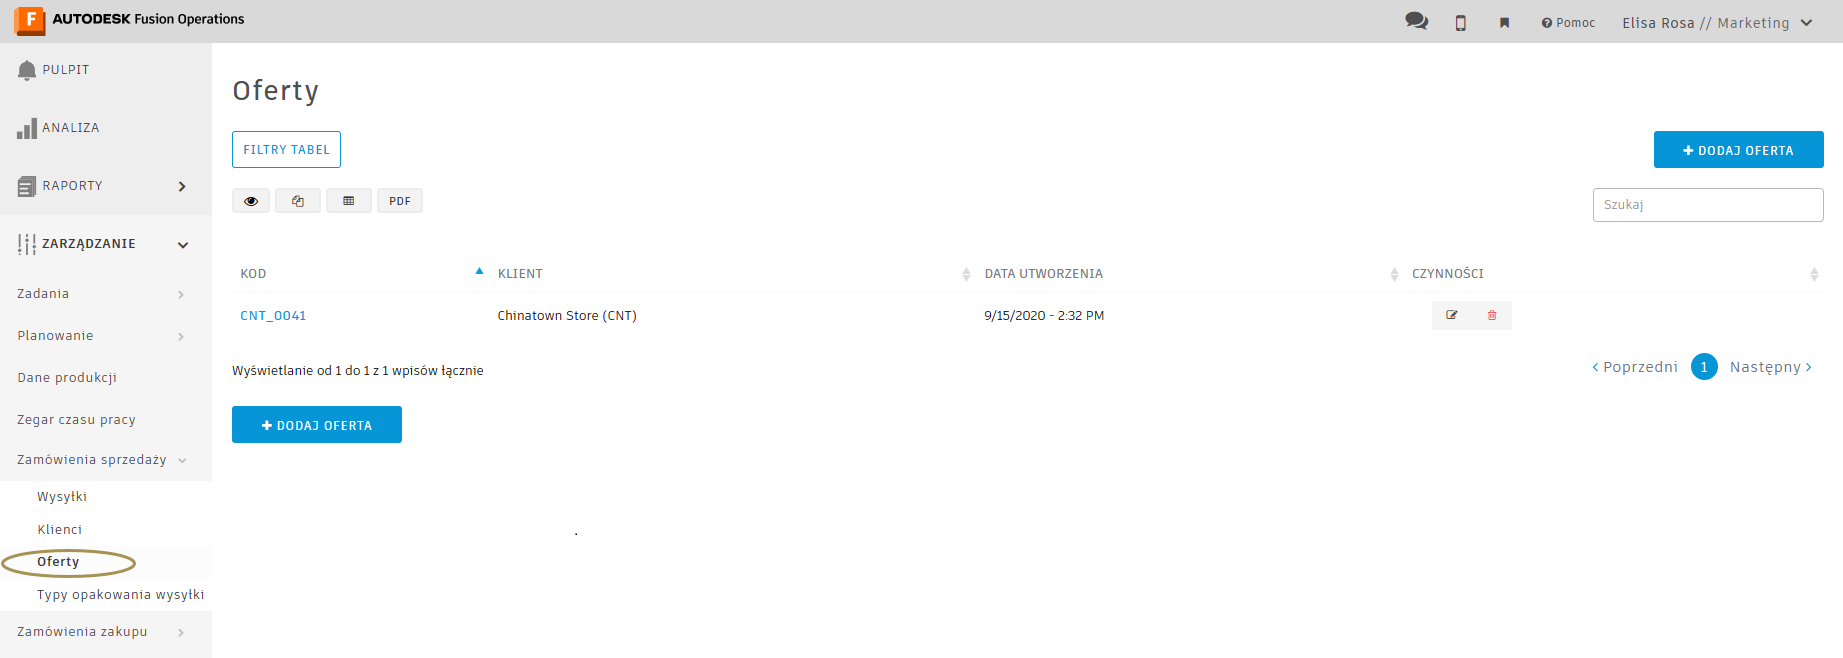 AUTODESK Fusion Operations
Pomoc
Elisa Rosa // Marketing
PULPIT
ANALIZA
RAPORTY
ZARZĄDZANIE
Zadania
Planowanie
Dane produkcji
Zegar czasu pracy
Zamówienia sprzedaży
Wysyłki
Klienci
Oferty
Typy opakowania wysyłki
Zamówienia zakupu
Oferty
FILTRY TABEL
+ DODAJ OFERTA
PDF
Szukaj
KOD KLIENT DATA UTWORZENIA CZYNNOŚCI
CNT_0041 Chinatown Store (CNT) 9/15/2020 - 2:32 PM
Wyświetlanie od 1 do 1 z 1 wpisów łącznie
< Poprzedni 1 Następny >
+ DODAJ OFERTA
.